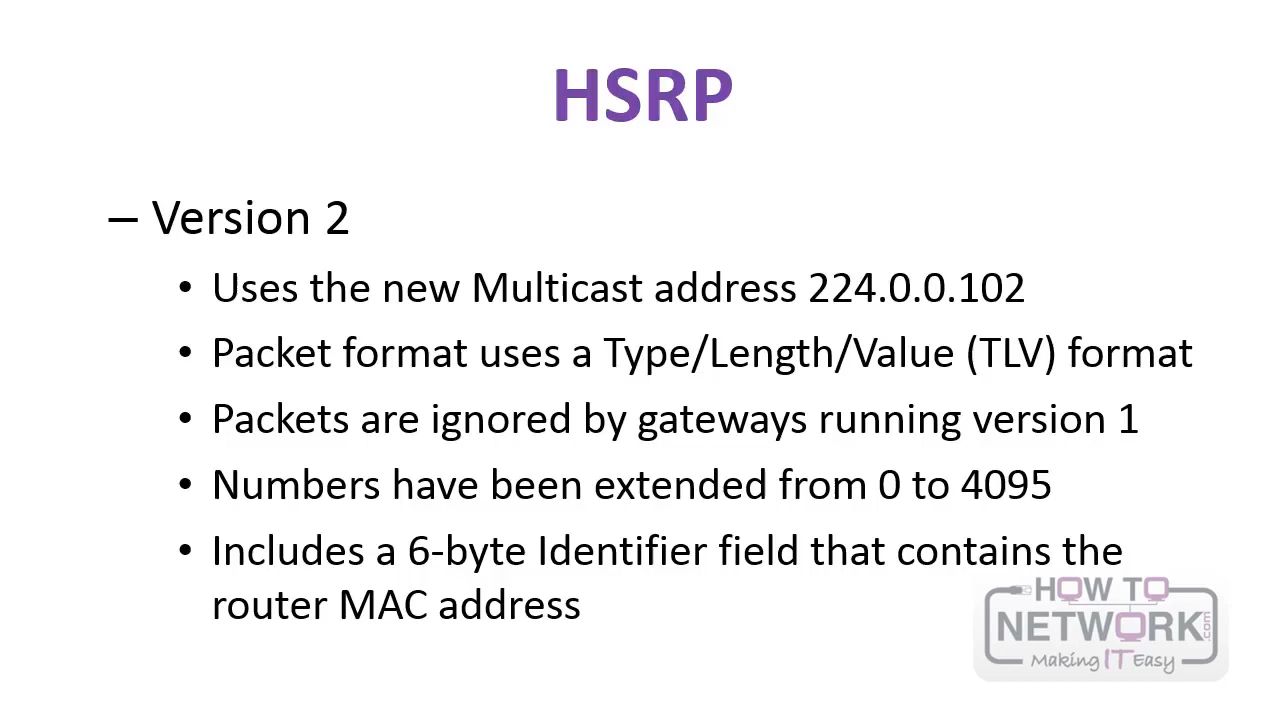 HSRP
– Version 2
• Uses the new Multicast address 224.0.0.102
• Packet format uses a Type/Length/Value (TLV) format
• Packets are ignored by gateways running version 1
• Numbers have been extended from 0 to 4095
• Includes a 6-byte Identifier field that contains the
router MAC address
HOW TO
NETWORK.com
Making IT Easy